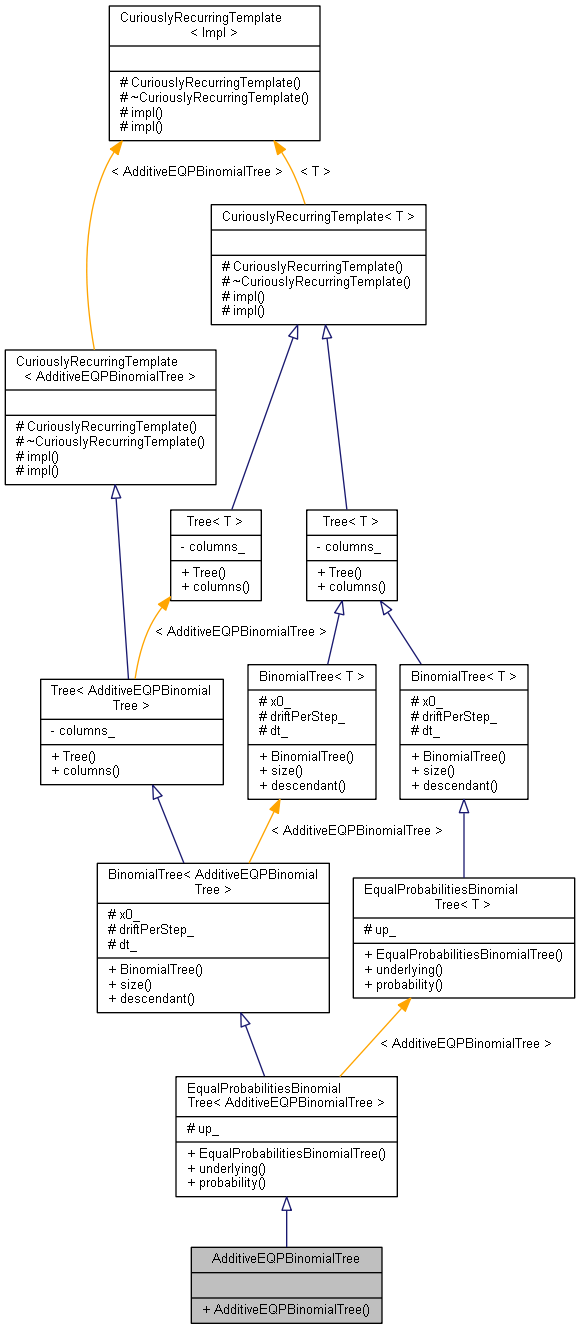 CuriouslyRecurringTemplate
< Impl >
# CuriouslyRecurringTemplate()
# ~CuriouslyRecurringTemplate()
# impl()
# impl()
< AdditiveEQPBinomialTree >
< T >
CuriouslyRecurringTemplate< T >
# CuriouslyRecurringTemplate()
# ~CuriouslyRecurringTemplate()
# impl()
# impl()
CuriouslyRecurringTemplate
< AdditiveEQPBinomialTree >
# CuriouslyRecurringTemplate()
# ~CuriouslyRecurringTemplate()
# impl()
# impl()
Tree< T >
- columns_
+ Tree()
+ columns()
Tree< T >
- columns_
+ Tree()
+ columns()
< AdditiveEQPBinomialTree >
Tree< AdditiveEQPBinomial
Tree >
- columns_
+ Tree()
+ columns()
BinomialTree< T >
# x0_
# driftPerStep_
# dt_
+ BinomialTree()
+ size()
+ descendant()
BinomialTree< T >
# x0_
# driftPerStep_
# dt_
+ BinomialTree()
+ size()
+ descendant()
< AdditiveEQPBinomialTree >
BinomialTree< AdditiveEQPBinomial
Tree >
# x0_
# driftPerStep_
# dt_
+ BinomialTree()
+ size()
+ descendant()
EqualProbabilitiesBinomial
Tree< T >
# up_
+ EqualProbabilitiesBinomialTree()
+ underlying()
+ probability()
< AdditiveEQPBinomialTree >
EqualProbabilitiesBinomial
Tree< AdditiveEQPBinomialTree >
# up_
+ EqualProbabilitiesBinomialTree()
+ underlying()
+ probability()
AdditiveEQPBinomialTree
+ AdditiveEQPBinomialTree()